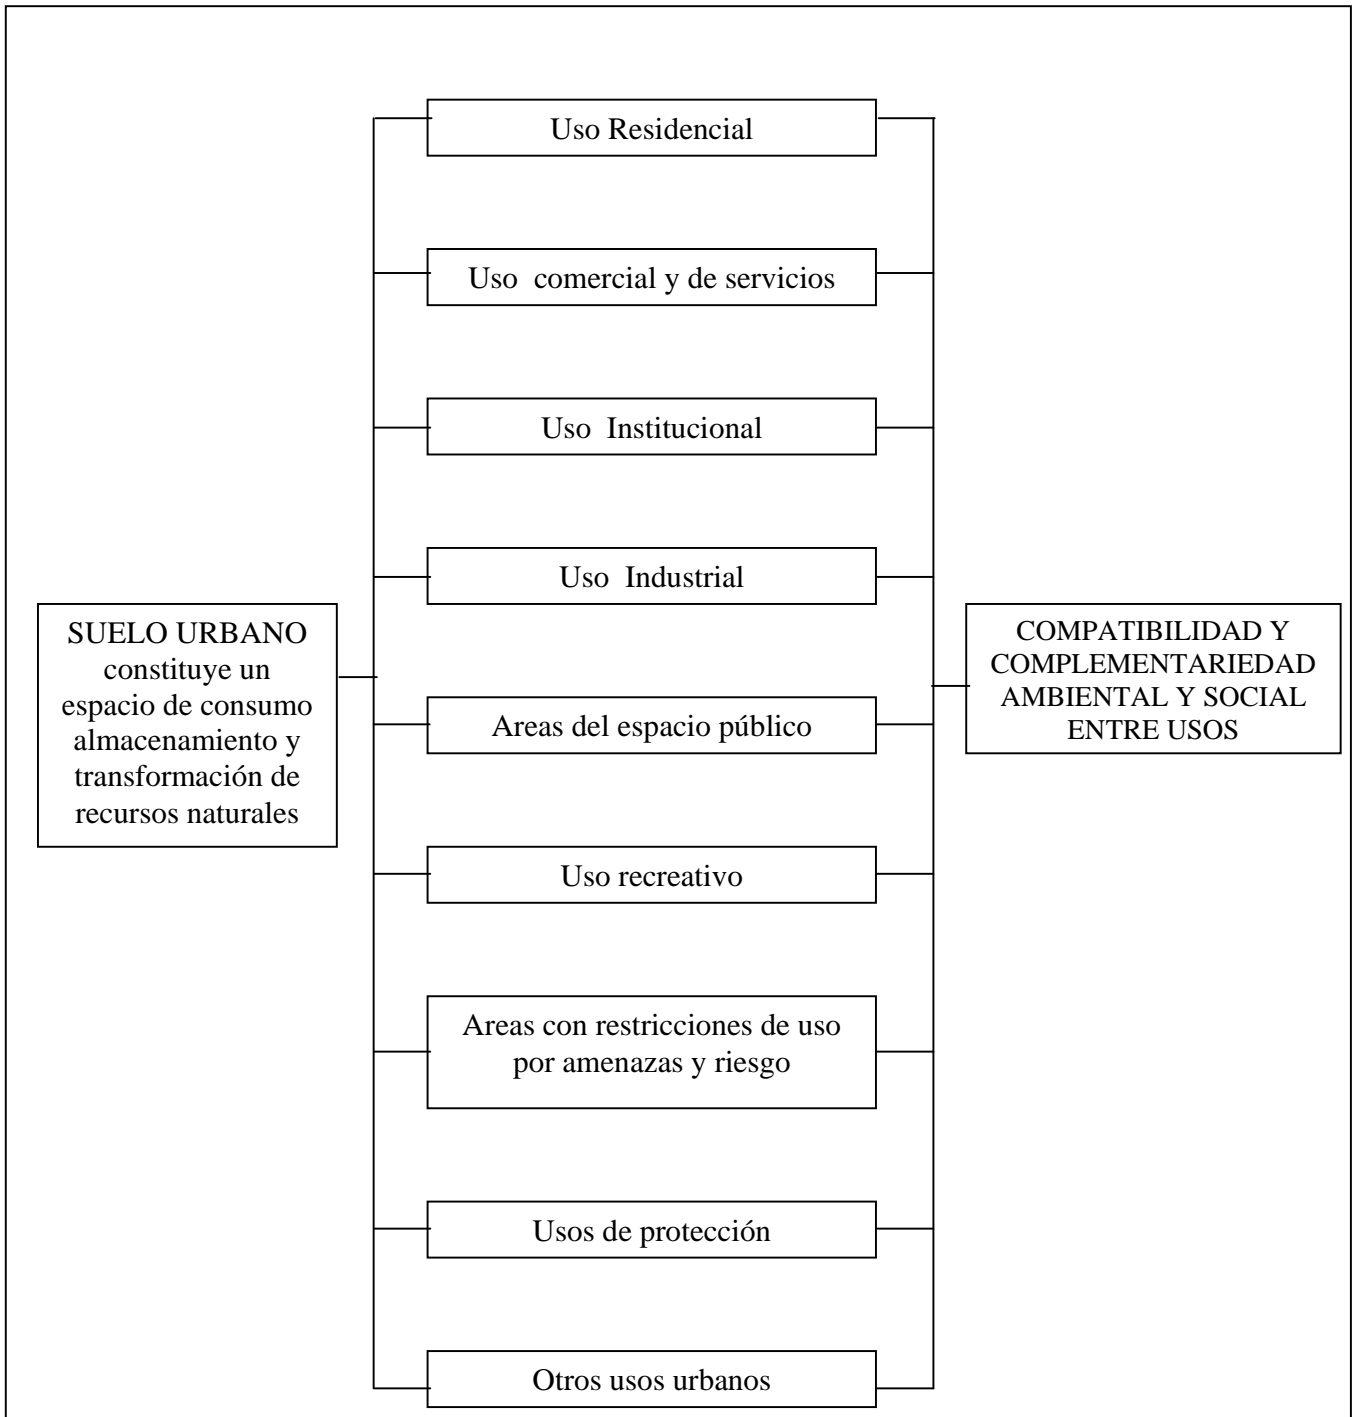 Uso Residencial
Uso comercial y de servicios
Uso Institucional
Uso Industrial
SUELO URBANO
constituye un
espacio de consumo
almacenamiento y
transformación de
recursos naturales
COMPATIBILIDAD Y
COMPLEMENTARIEDAD
AMBIENTAL Y SOCIAL
ENTRE USOS
Areas del espacio público
Uso recreativo
Areas con restricciones de uso
por amenazas y riesgo
Usos de protección
Otros usos urbanos